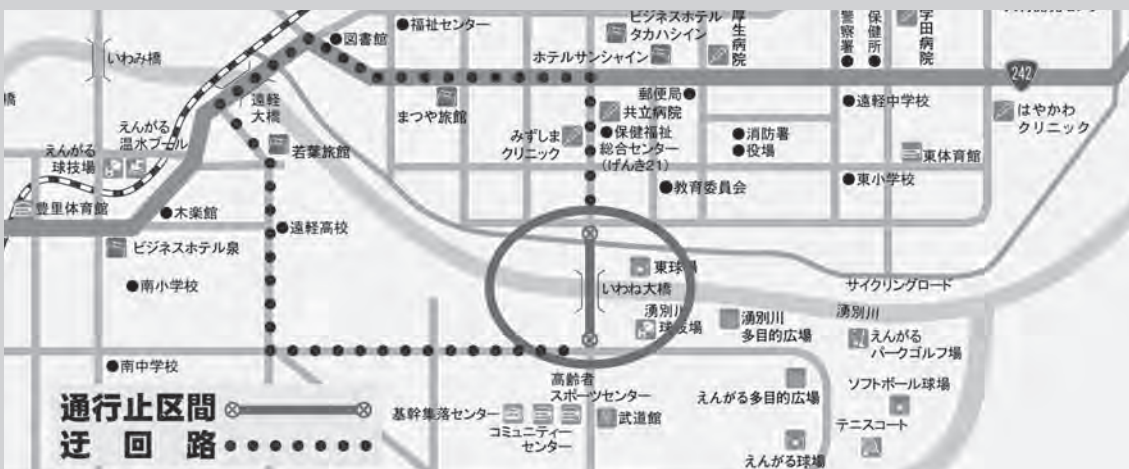 福祉センター
図書館
ビジネスホテル
タカハシイン
ホテルサンシャイン
厚生病院
警察署
保健所
学田病院
いわみ橋
橋
遠軽
大橋
まつや旅館
郵便局
共立病院
みずしま
クリニック
保健福祉
総合センター
(げんき21)
消防署
役場
242
遠軽中学校
はやかわ
クリニック
東体育館
東小学校
教育委員会
えんがる
温水プール
えんがる
球技場
若葉旅館
豊里体育館
木楽館
遠軽高校
ビジネスホテル泉
南小学校
東球場
いわね大橋
湧別川
球技場
湧別川
多目的広場
サイクリングロード
湧別川
えんがる
パークゴルフ場
南中学校
高齢者
スポーツセンター
基幹集落センター
コミュニティー
センター
武道館
えんがる多目的広場
ソフトボール球場
テニスコート
えんがる球場
通行止区間
迂回路